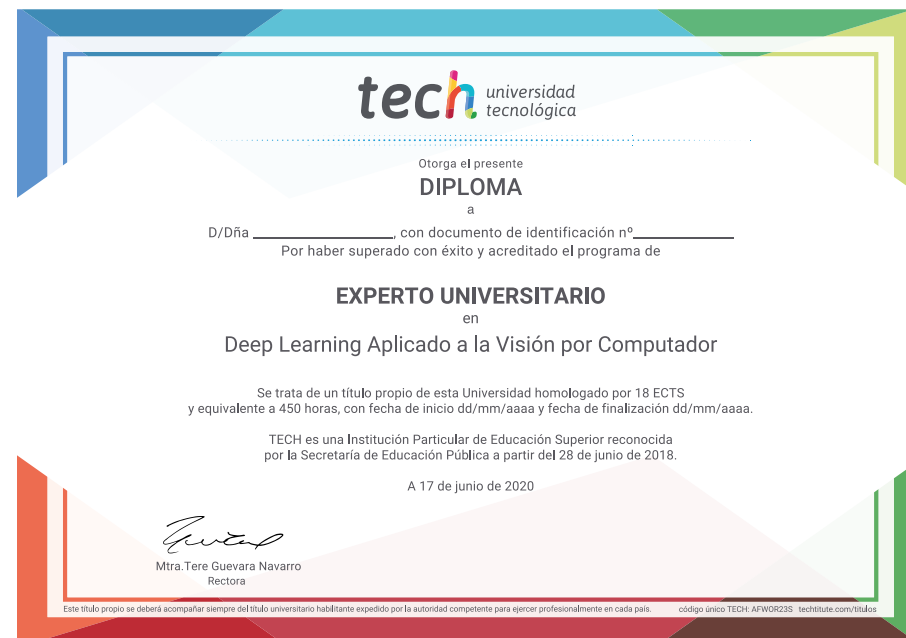 tech universidad
tecnológica
Otorga el presente
DIPLOMA
a
D/Dña ____________________, con documento de identificación nº______________
Por haber superado con éxito y acreditado el programa de
EXPERTO UNIVERSITARIO
en
Deep Learning Aplicado a la Visión por Computador
Se trata de un título propio de esta Universidad homologado por 18 ECTS
y equivalente a 450 horas, con fecha de inicio dd/mm/aaaa y fecha de finalización dd/mm/aaaa.
TECH es una Institución Particular de Educación Superior reconocida
por la Secretaría de Educación Pública a partir del 28 de junio de 2018.
A 17 de junio de 2020
Mtra.Tere Guevara Navarro
Rectora
Este título propio se deberá acompañar siempre del título universitario habilitante expedido por la autoridad competente para ejercer profesionalmente en cada país. código único TECH: AFWOR23S techtitute.com/titulos